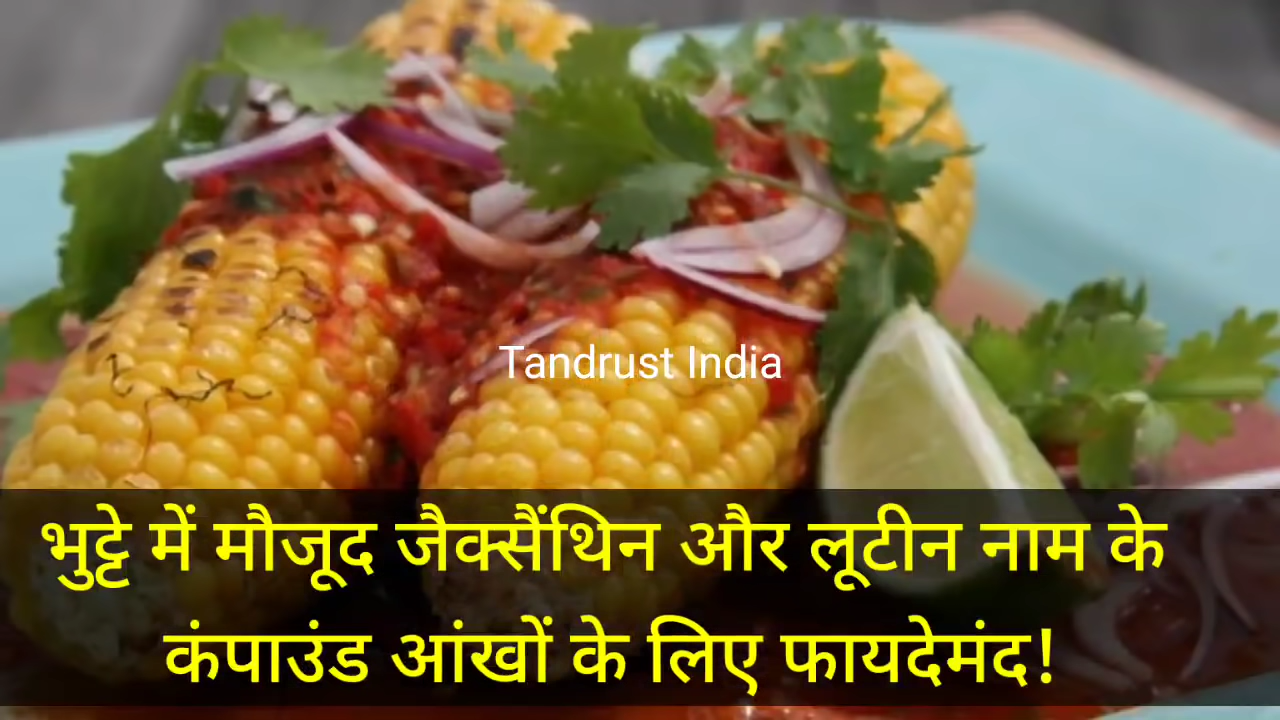 Tandrust India
भुट्टे में मौजूद जैक्सैंथिन और लूटीन नाम के
कंपाउंड आंखों के लिए फायदेमंद!